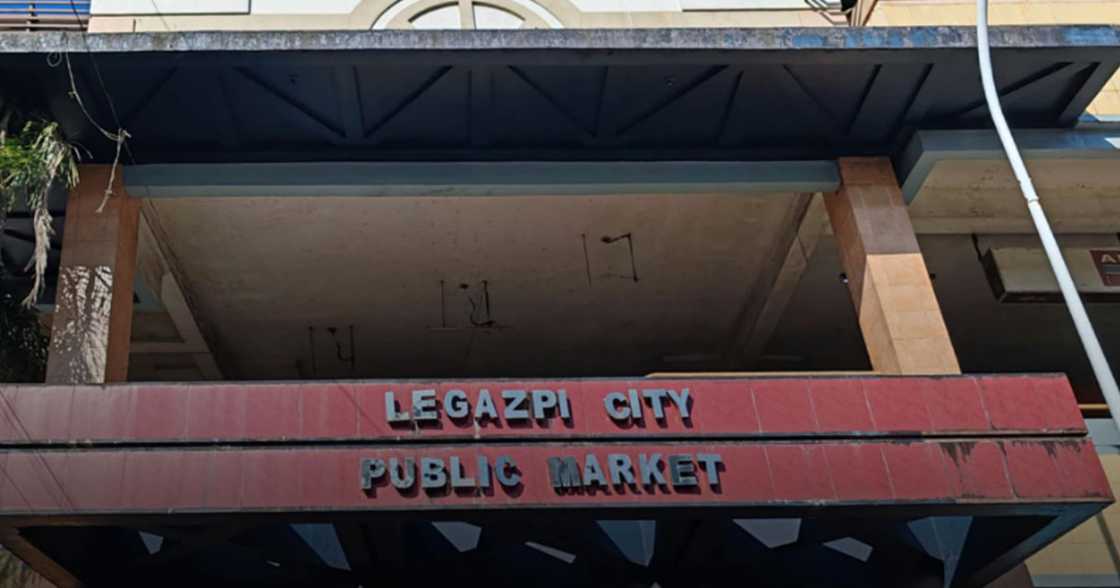 LEGAZPI CITY
PUBLIC MARKET